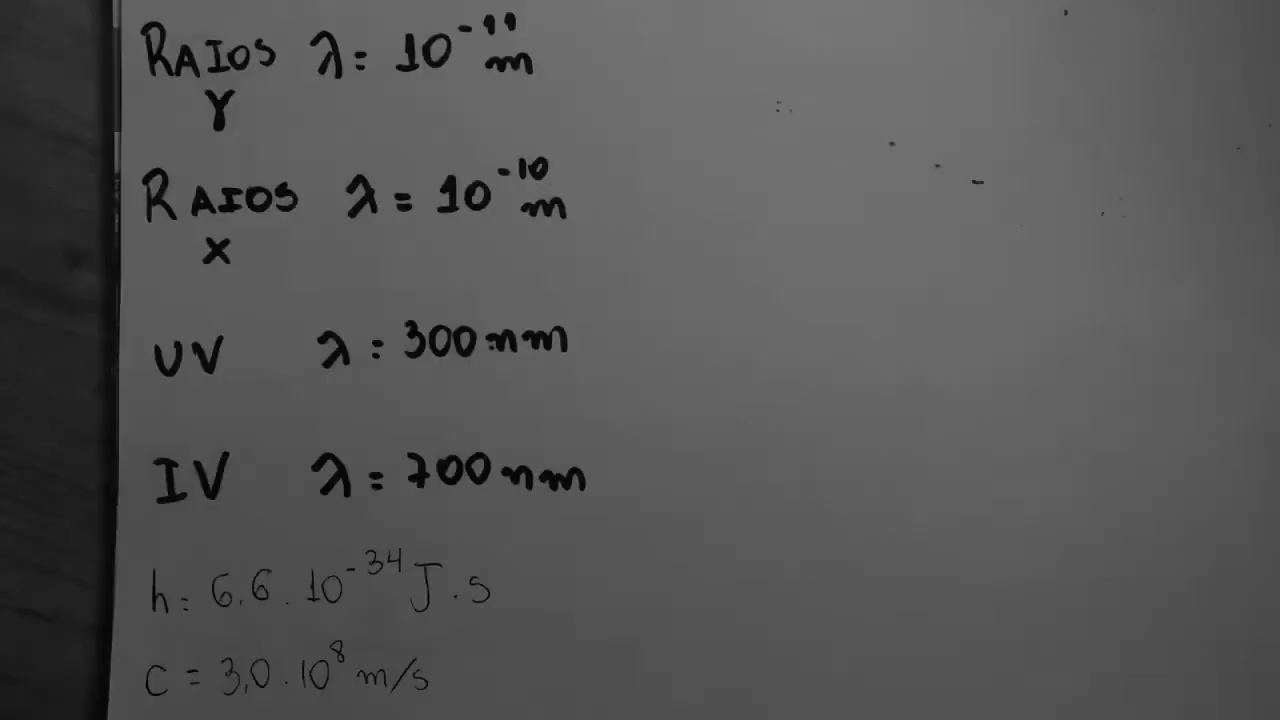 RAIOS λ = 10⁻¹¹ m
γ
RAIOS λ = 10⁻¹⁰ m
X
UV λ = 300 nm
IV λ = 700 nm
h = 6,6 . 10⁻³⁴ J . s
c = 3,0 . 10⁸ m/s